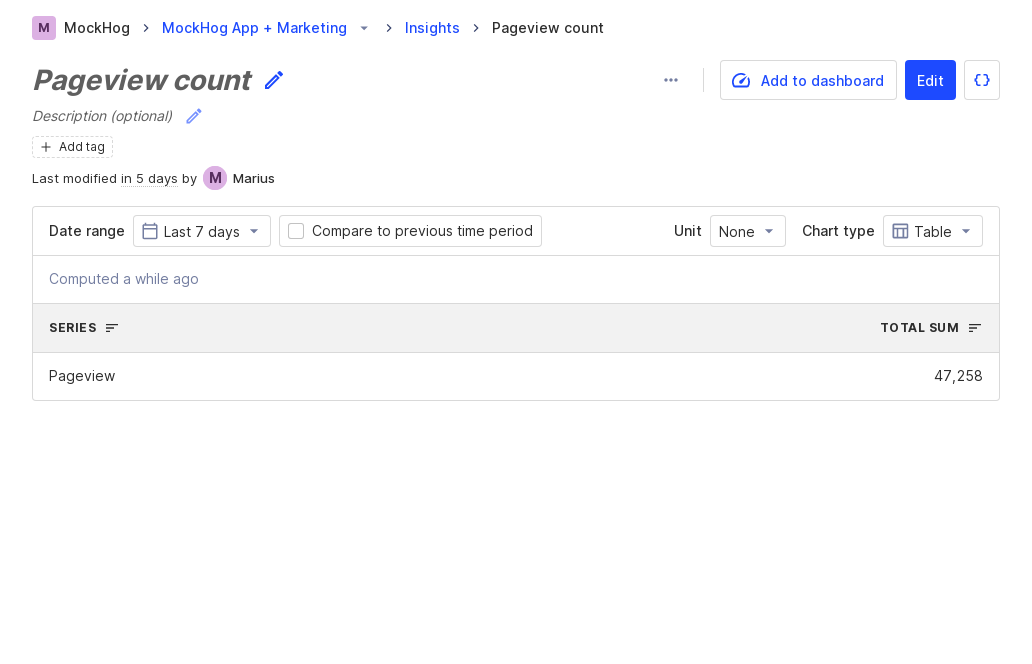 M MockHog MockHog App + Marketing Insights Pageview count
Pageview count
Add to dashboard Edit
Description (optional)
Add tag
Last modified in 5 days by M Marius
Date range Last 7 days Compare to previous time period Unit None Chart type Table
Computed a while ago
SERIES TOTAL SUM
Pageview 47,258